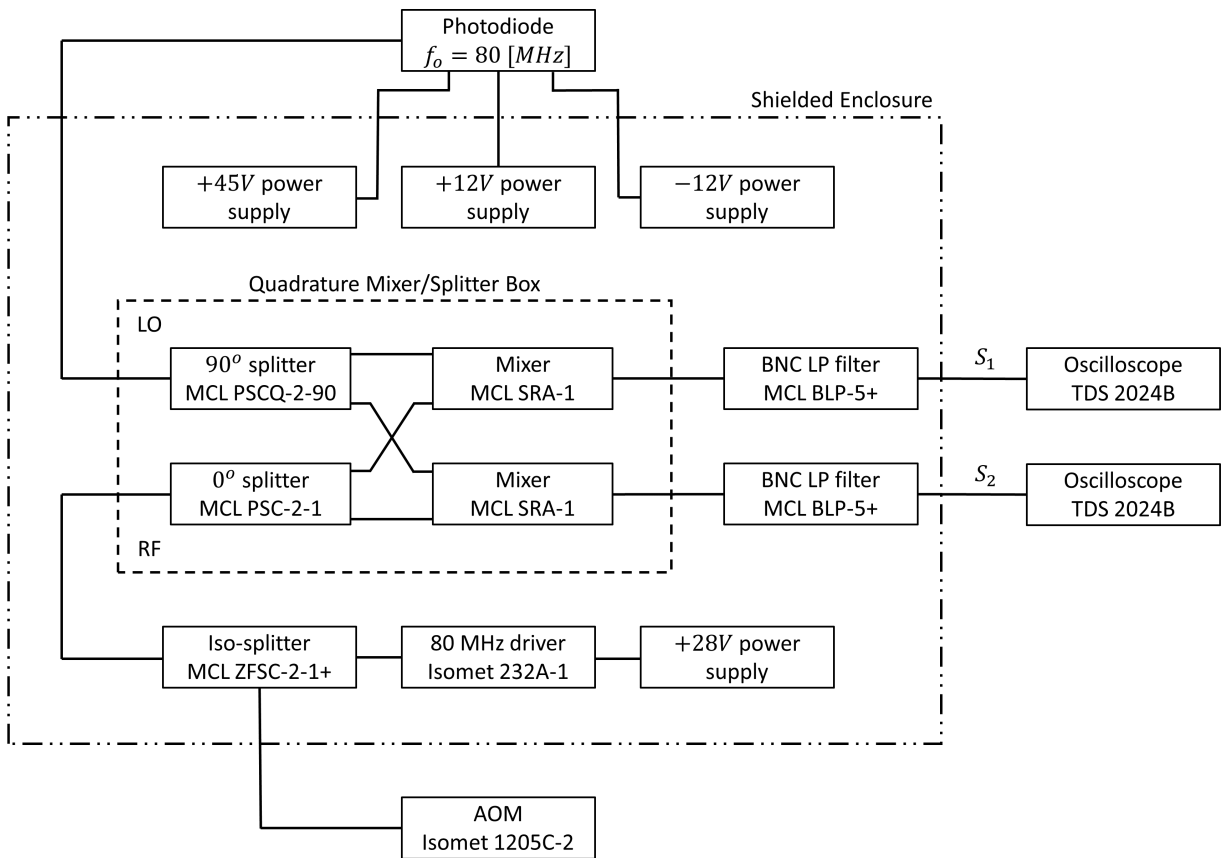 Photodiode
f_o = 80 [MHz]
Shielded Enclosure
+45V power
supply
+12V power
supply
−12V power
supply
Quadrature Mixer/Splitter Box
LO
90^o splitter
MCL PSCQ-2-90
Mixer
MCL SRA-1
BNC LP filter
MCL BLP-5+
S_1
Oscilloscope
TDS 2024B
0^o splitter
MCL PSC-2-1
Mixer
MCL SRA-1
BNC LP filter
MCL BLP-5+
S_2
Oscilloscope
TDS 2024B
RF
Iso-splitter
MCL ZFSC-2-1+
80 MHz driver
Isomet 232A-1
+28V power
supply
AOM
Isomet 1205C-2